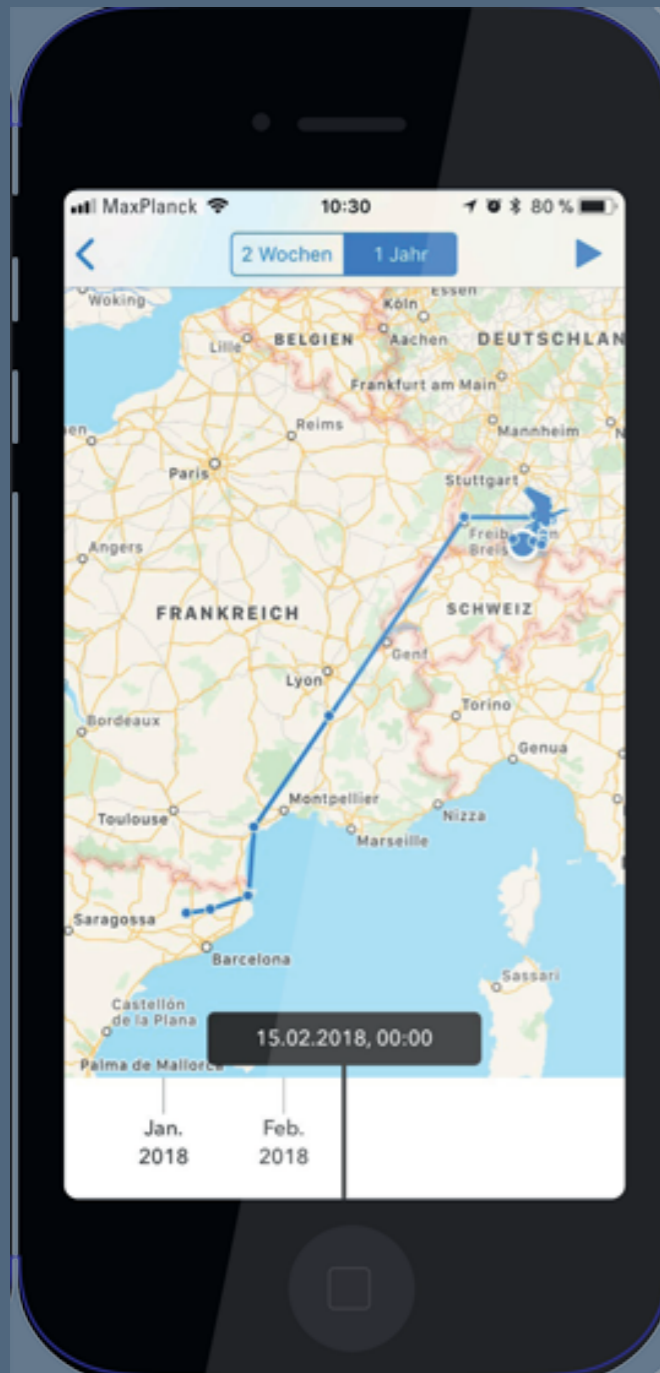 MaxPlanck 10:30 80 %
2 Wochen 1 Jahr
Woking
Essen
Köln
Lille BELGIEN Aachen DEUTSCHLAN
Frankfurt am Main
Reims Mannheim
Paris Stuttgart
Angers Freib
Breis
FRANKREICH SCHWEIZ
Genf
Lyon
Torino
Bordeaux Genua
Montpellier
Toulouse Nizza
Marseille
Saragossa
Barcelona
Sassari
Castellón
de la Plana
15.02.2018, 00:00
Palma de Mallorca
Jan. Feb.
2018 2018